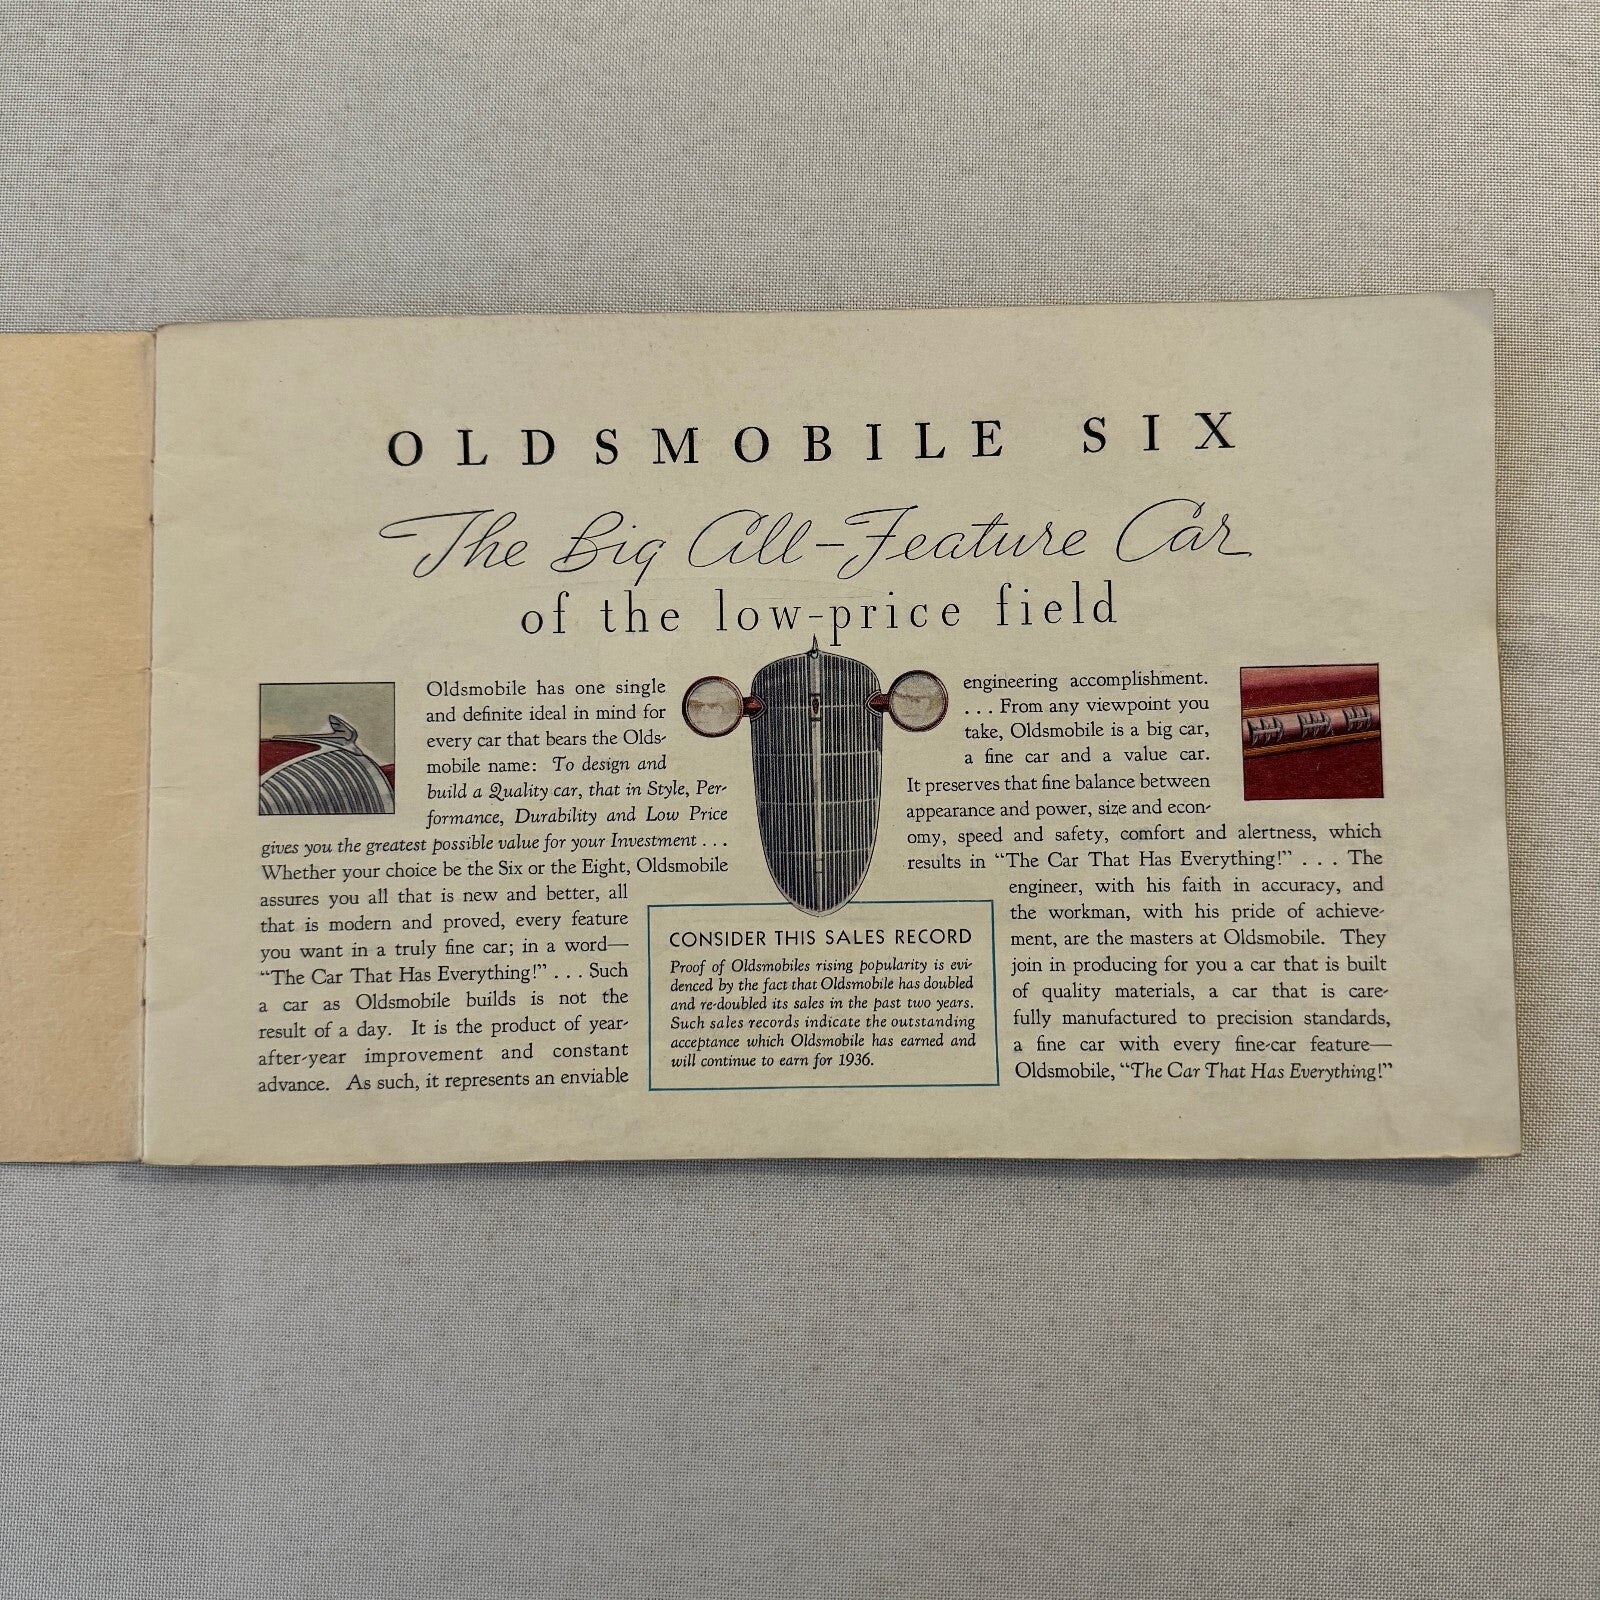 OLDSMOBILE SIX
The Big All-Feature Car
of the low-price field
Oldsmobile has one single
and definite ideal in mind for
every car that bears the Olds-
mobile name: To design and
build a Quality car, that in Style, Per-
formance, Durability and Low Price
gives you the greatest possible value for your Investment . . .
Whether your choice be the Six or the Eight, Oldsmobile
assures you all that is new and better, all
that is modern and proved, every feature
you want in a truly fine car; in a word—
“The Car That Has Everything!” . . . Such
a car as Oldsmobile builds is not the
result of a day. It is the product of year-
after-year improvement and constant
advance. As such, it represents an enviable
CONSIDER THIS SALES RECORD
Proof of Oldsmobiles rising popularity is evi-
denced by the fact that Oldsmobile has doubled
and re-doubled its sales in the past two years.
Such sales records indicate the outstanding
acceptance which Oldsmobile has earned and
will continue to earn for 1936.
engineering accomplishment.
. . . From any viewpoint you
take, Oldsmobile is a big car,
a fine car and a value car.
It preserves that fine balance between
appearance and power, size and econ-
omy, speed and safety, comfort and alertness, which
results in “The Car That Has Everything!” . . . The
engineer, with his faith in accuracy, and
the workman, with his pride of achieve-
ment, are the masters at Oldsmobile. They
join in producing for you a car that is built
of quality materials, a car that is care-
fully manufactured to precision standards,
a fine car with every fine-car feature—
Oldsmobile, “The Car That Has Everything!”